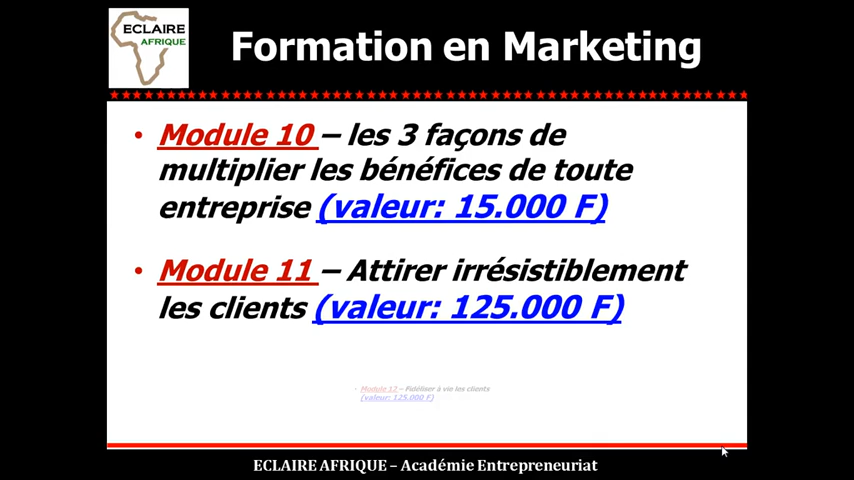 ECLAIRE
AFRIQUE
Formation en Marketing
• Module 10 – les 3 façons de
multiplier les bénéfices de toute
entreprise (valeur: 15.000 F)
• Module 11 – Attirer irrésistiblement
les clients (valeur: 125.000 F)
• Module 12 – Fidéliser à vie les clients
(valeur: 125.000 F)
ECLAIRE AFRIQUE – Académie Entrepreneuriat